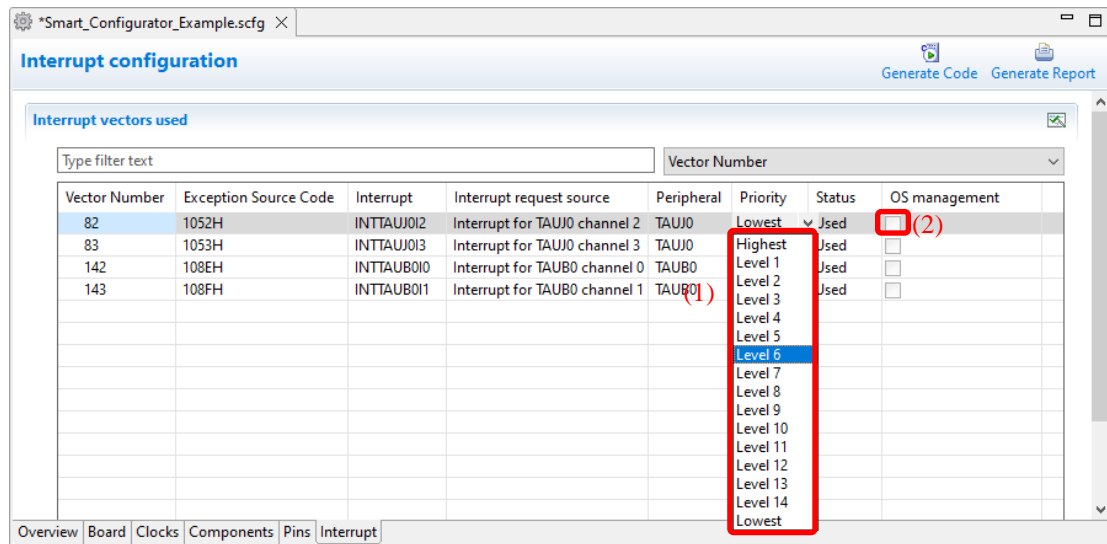 *Smart_Configurator_Example.scfg
Interrupt configuration
Generate Code Generate Report
Interrupt vectors used
Type filter text
Vector Number
Vector Number Exception Source Code Interrupt Interrupt request source Peripheral Priority Status OS management
82 1052H INTTAUJ0I2 Interrupt for TAUJ0 channel 2 TAUJ0 Lowest Used (2)
83 1053H INTTAUJ0I3 Interrupt for TAUJ0 channel 3 TAUJ0 Highest Used
142 108EH INTTAUB0I0 Interrupt for TAUB0 channel 0 TAUB0 Level 1 Used
Level 2
143 108FH INTTAUB0I1 Interrupt for TAUB0 channel 1 TAUB0 (1) Level 3 Used
Level 4
Level 5
Level 6
Level 7
Level 8
Level 9
Level 10
Level 11
Level 12
Level 13
Level 14
Lowest
Overview Board Clocks Components Pins Interrupt